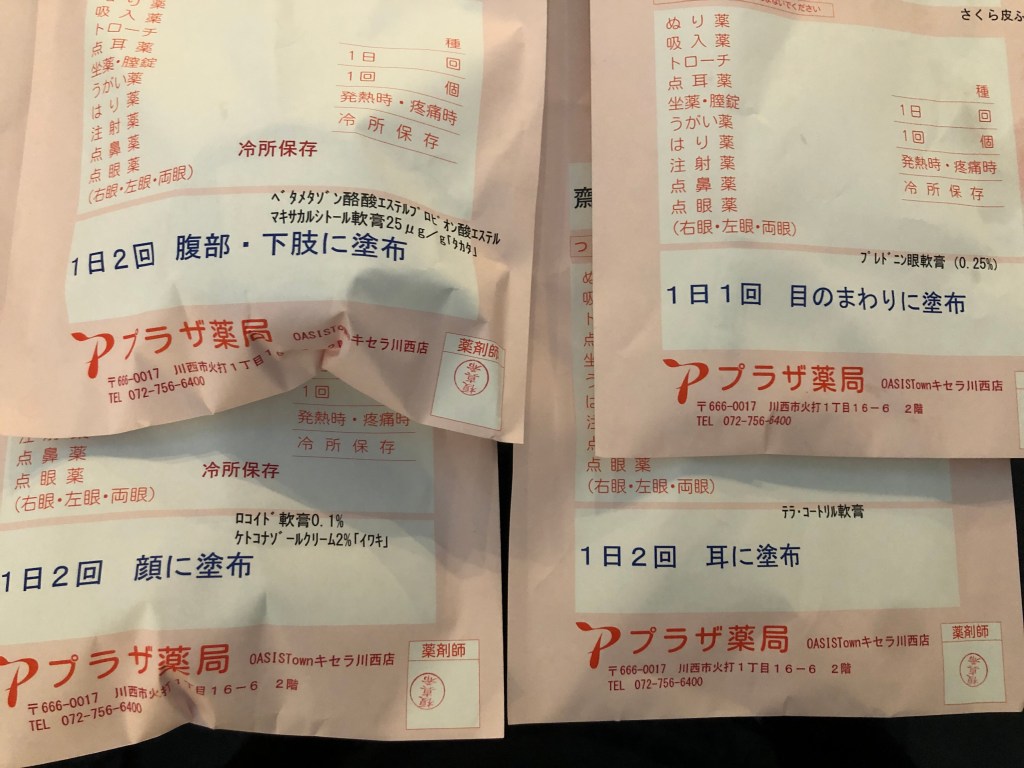 吸入薬
トローチ
点耳薬
坐薬・膣錠
うがい薬
はり薬
注射薬
点鼻薬
点眼薬
(右眼・左眼・両眼)
種
1日 回
1回 個
発熱時・疼痛時
冷所保存
冷所保存
ベタメタゾン酪酸エステルプロピオン酸エステル
マキサカルシトール軟膏25μg/g「タカタ」
1日2回 腹部・下肢に塗布
プラザ薬局 OASISTownキセラ川西店
〒666-0017 川西市火打1丁目1
TEL 072-756-6400
薬剤師
さくら皮ふ
ぬり薬
吸入薬
トローチ
点耳薬
坐薬・膣錠
うがい薬
はり薬
注射薬
点鼻薬
点眼薬
(右眼・左眼・両眼)
種
1日 回
1回 個
発熱時・疼痛時
冷所保存
プレドニン眼軟膏 (0.25%)
1日1回 目のまわりに塗布
プラザ薬局 OASISTownキセラ川西店
〒666-0017 川西市火打1丁目16-6 2階
TEL 072-756-6400
1回
発熱時・疼痛時
冷所保存
点鼻薬
点眼薬
(右眼・左眼・両眼)
冷所保存
ロコイド軟膏0.1%
ケトコナゾールクリーム2%「イワキ」
1日2回 顔に塗布
プラザ薬局 OASISTownキセラ川西店
〒666-0017 川西市火打1丁目16-6 2階
TEL 072-756-6400
薬剤師
齋
つ
点眼薬
(右眼・左眼・両眼)
テラ・コートリル軟膏
1日2回 耳に塗布
プラザ薬局 OASISTownキセラ川西店
〒666-0017 川西市火打1丁目16-6 2階
TEL 072-756-6400
薬剤師